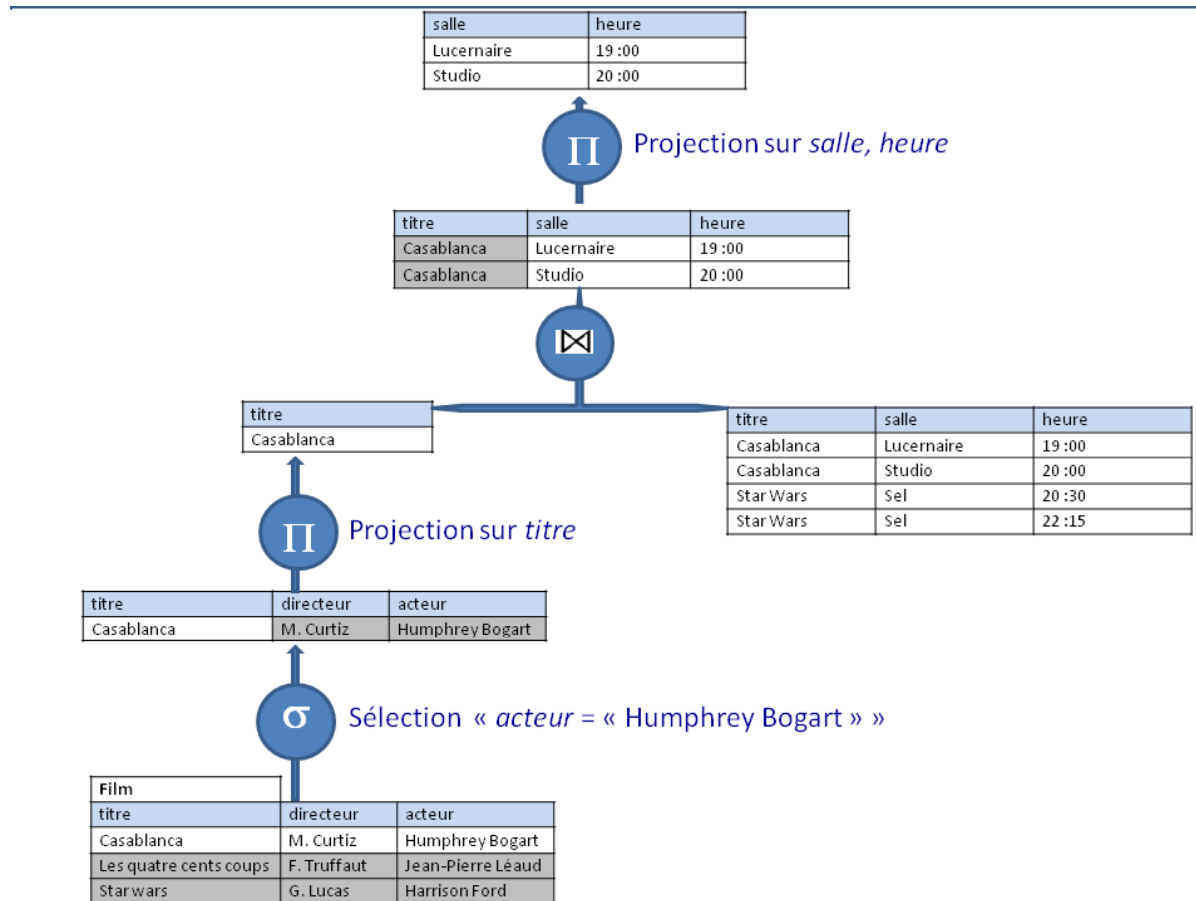 salle heure
Lucernaire 19 :00
Studio 20 :00
Π Projection sur salle, heure
titre salle heure
Casablanca Lucernaire 19 :00
Casablanca Studio 20 :00
⋈
titre
Casablanca
titre salle heure
Casablanca Lucernaire 19 :00
Casablanca Studio 20 :00
Star Wars Sel 20 :30
Star Wars Sel 22 :15
Π Projection sur titre
titre directeur acteur
Casablanca M. Curtiz Humphrey Bogart
σ Sélection « acteur = « Humphrey Bogart » »
Film
titre directeur acteur
Casablanca M. Curtiz Humphrey Bogart
Les quatre cents coups F. Truffaut Jean-Pierre Léaud
Star wars G. Lucas Harrison Ford